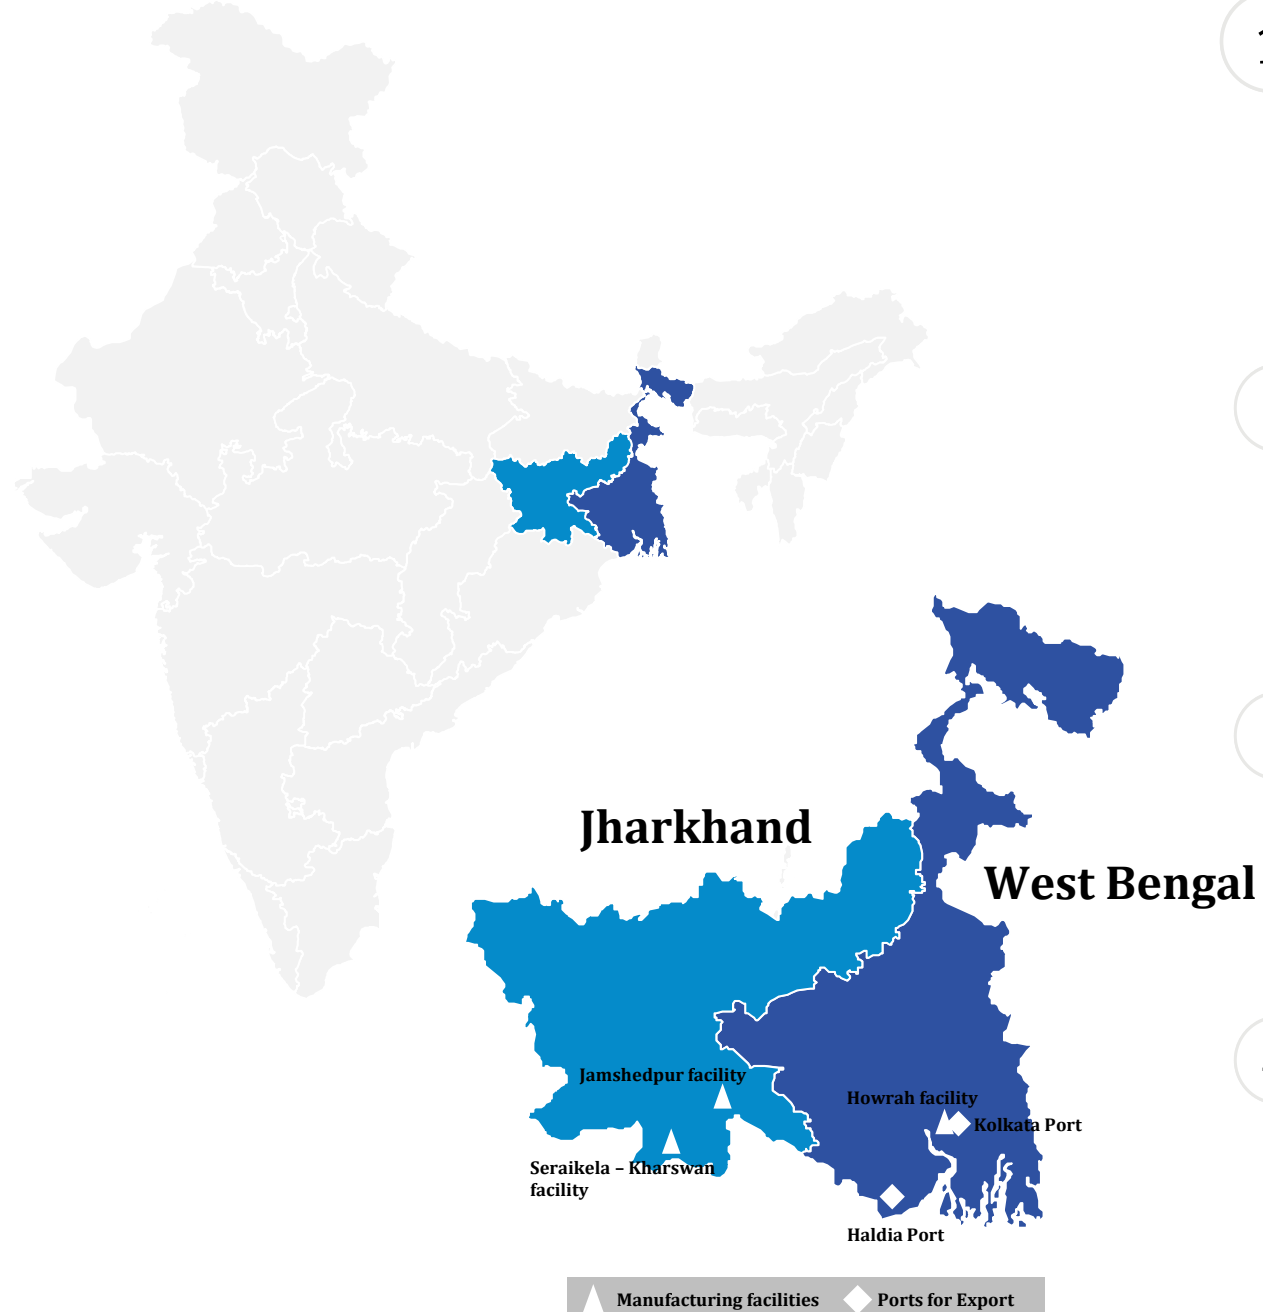 Jharkhand
West Bengal
Jamshedpur facility
Howrah facility
Kolkata Port
Seraikela – Kharswan
facility
Haldia Port
Manufacturing facilities
Ports for Export